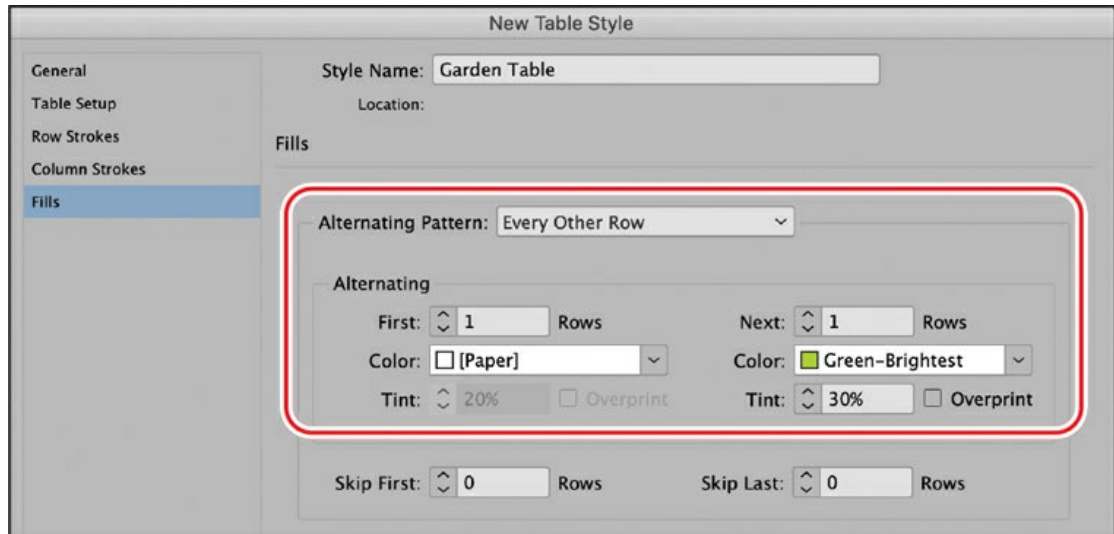 New Table Style
General
Table Setup
Row Strokes
Column Strokes
Fills
Style Name: Garden Table
Location:
Fills
Alternating Pattern: Every Other Row
Alternating
First: 1 Rows Next: 1 Rows
Color: [Paper] Color: Green-Brightest
Tint: 20% Overprint Tint: 30% Overprint
Skip First: 0 Rows Skip Last: 0 Rows